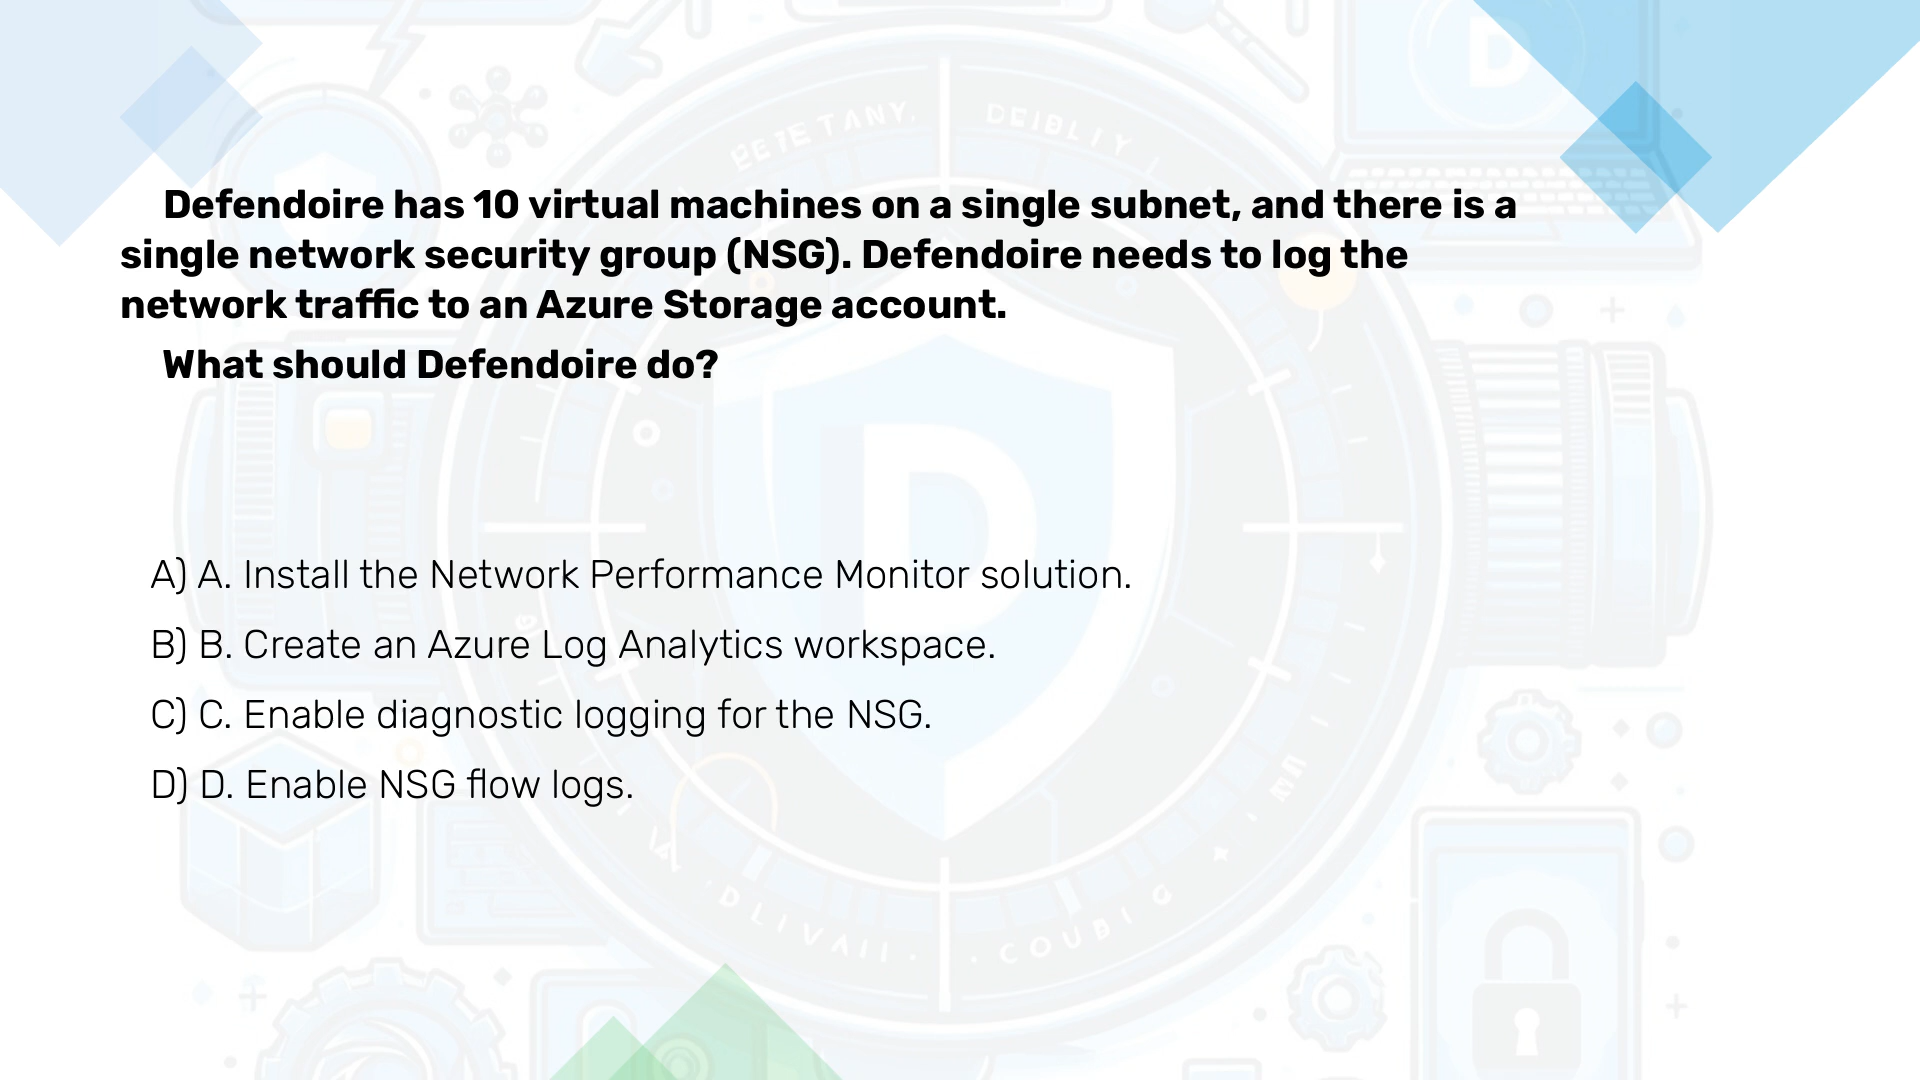 Defendoire has 10 virtual machines on a single subnet, and there is a
single network security group (NSG). Defendoire needs to log the
network traffic to an Azure Storage account.
What should Defendoire do?
A) A. Install the Network Performance Monitor solution.
B) B. Create an Azure Log Analytics workspace.
C) C. Enable diagnostic logging for the NSG.
D) D. Enable NSG flow logs.